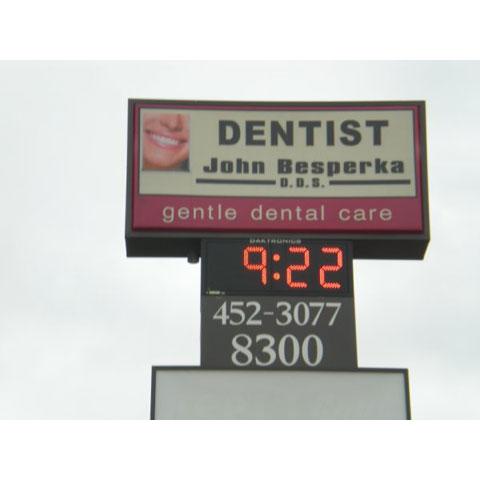 DENTIST
John Besperka
D.D.S.
gentle dental care
DAKTRONICS
9:22
452-3077
8300